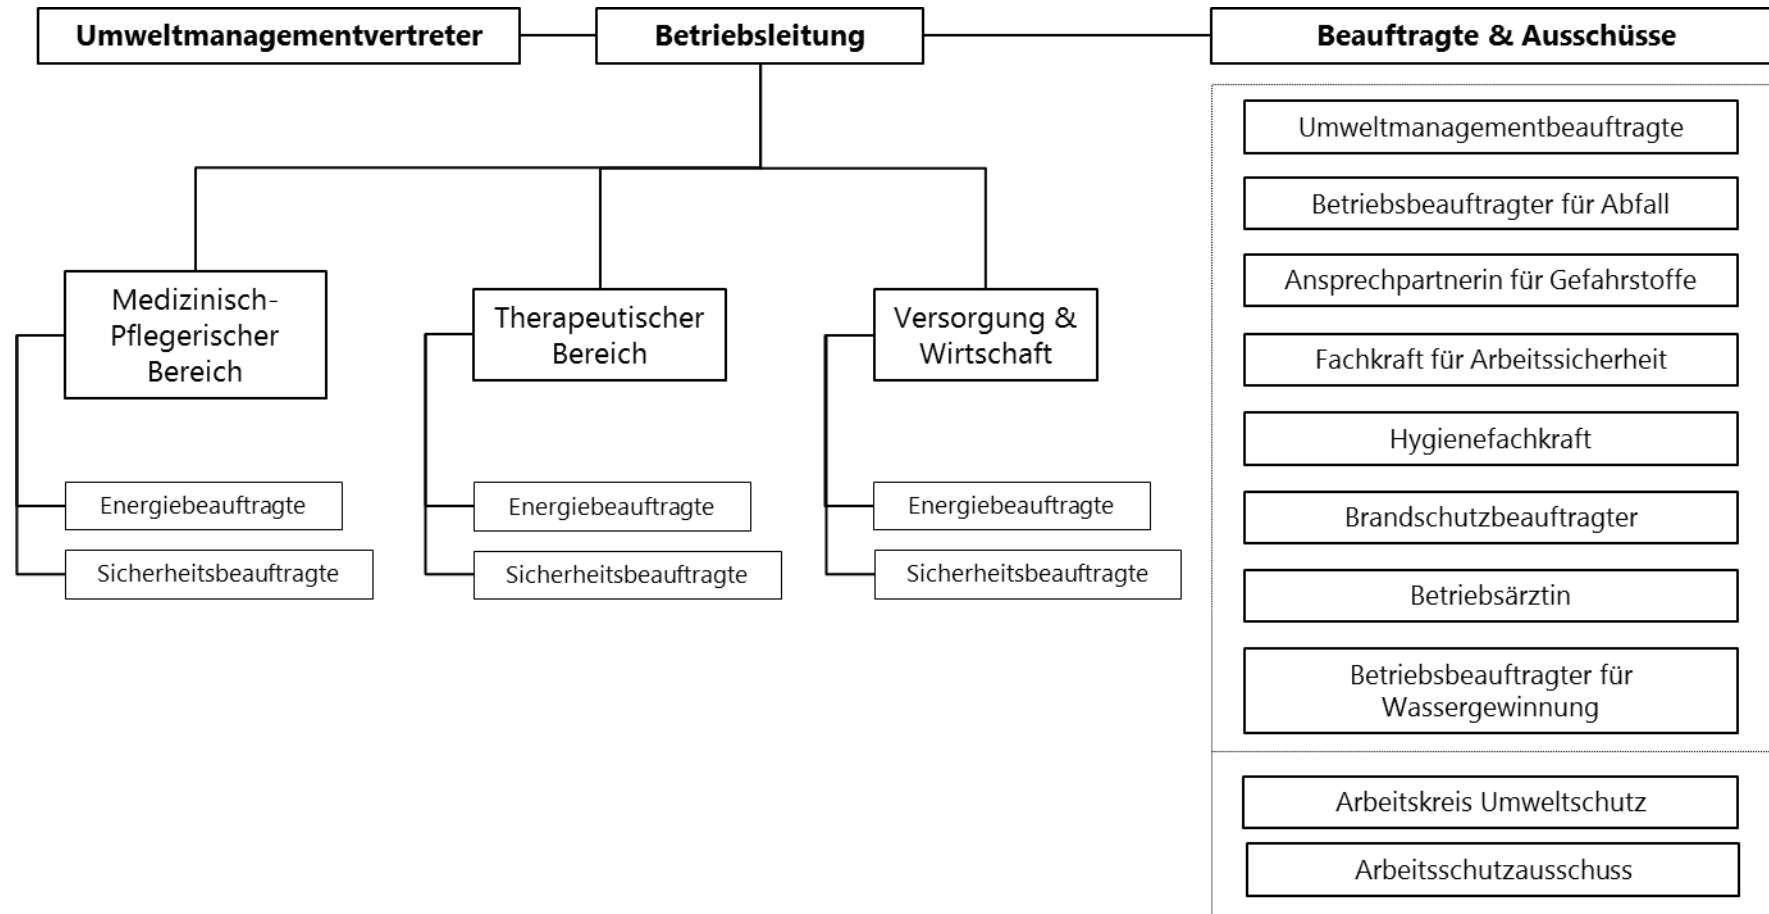 Umweltmanagementvertreter
Betriebsleitung
Beauftragte & Ausschüsse
Medizinisch-
Pflegerischer
Bereich
Energiebeauftragte
Sicherheitsbeauftragte
Therapeutischer
Bereich
Energiebeauftragte
Sicherheitsbeauftragte
Versorgung &
Wirtschaft
Energiebeauftragte
Sicherheitsbeauftragte
Umweltmanagementbeauftragte
Betriebsbeauftragter für Abfall
Ansprechpartnerin für Gefahrstoffe
Fachkraft für Arbeitssicherheit
Hygienefachkraft
Brandschutzbeauftragter
Betriebsärztin
Betriebsbeauftragter für
Wassergewinnung
Arbeitskreis Umweltschutz
Arbeitsschutzausschuss